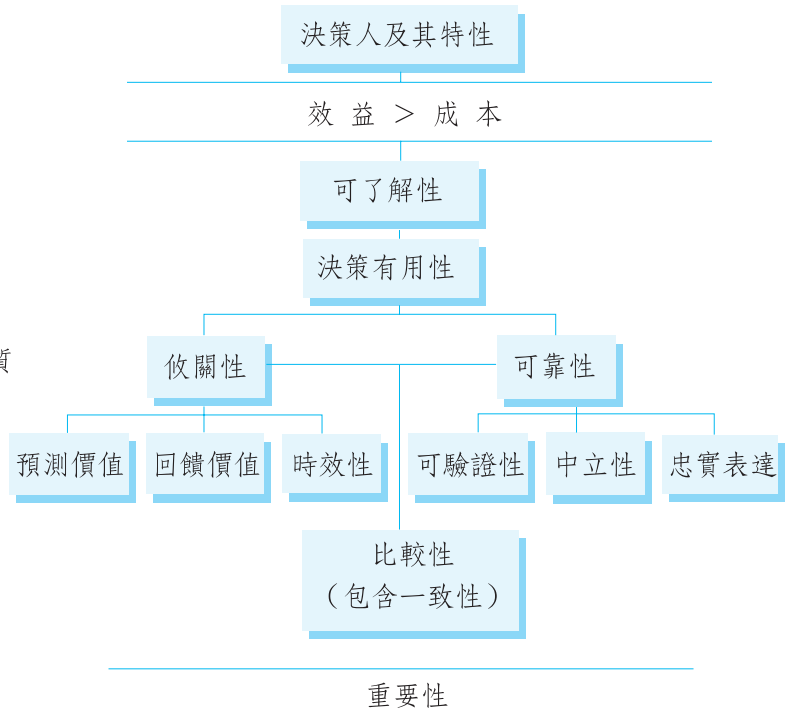 決策人及其特性
效益 > 成本
可了解性
決策有用性
質
攸關性
可靠性
預測價值
回饋價值
時效性
可驗證性
中立性
忠實表達
比較性
（包含一致性）
重要性